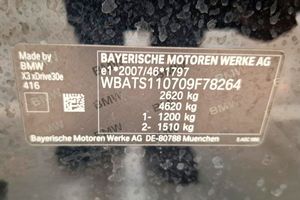 Manufactured by
BMW
X3 xDrive30e
416
BAYERISCHE MOTOREN WERKE AG
e1*2007/46*1797
WBATS110709F78264
2620 kg
4620 kg
1- 1200 kg
2- 1510 kg
Bayerische Motoren Werke AG DE-80788 Muenchen